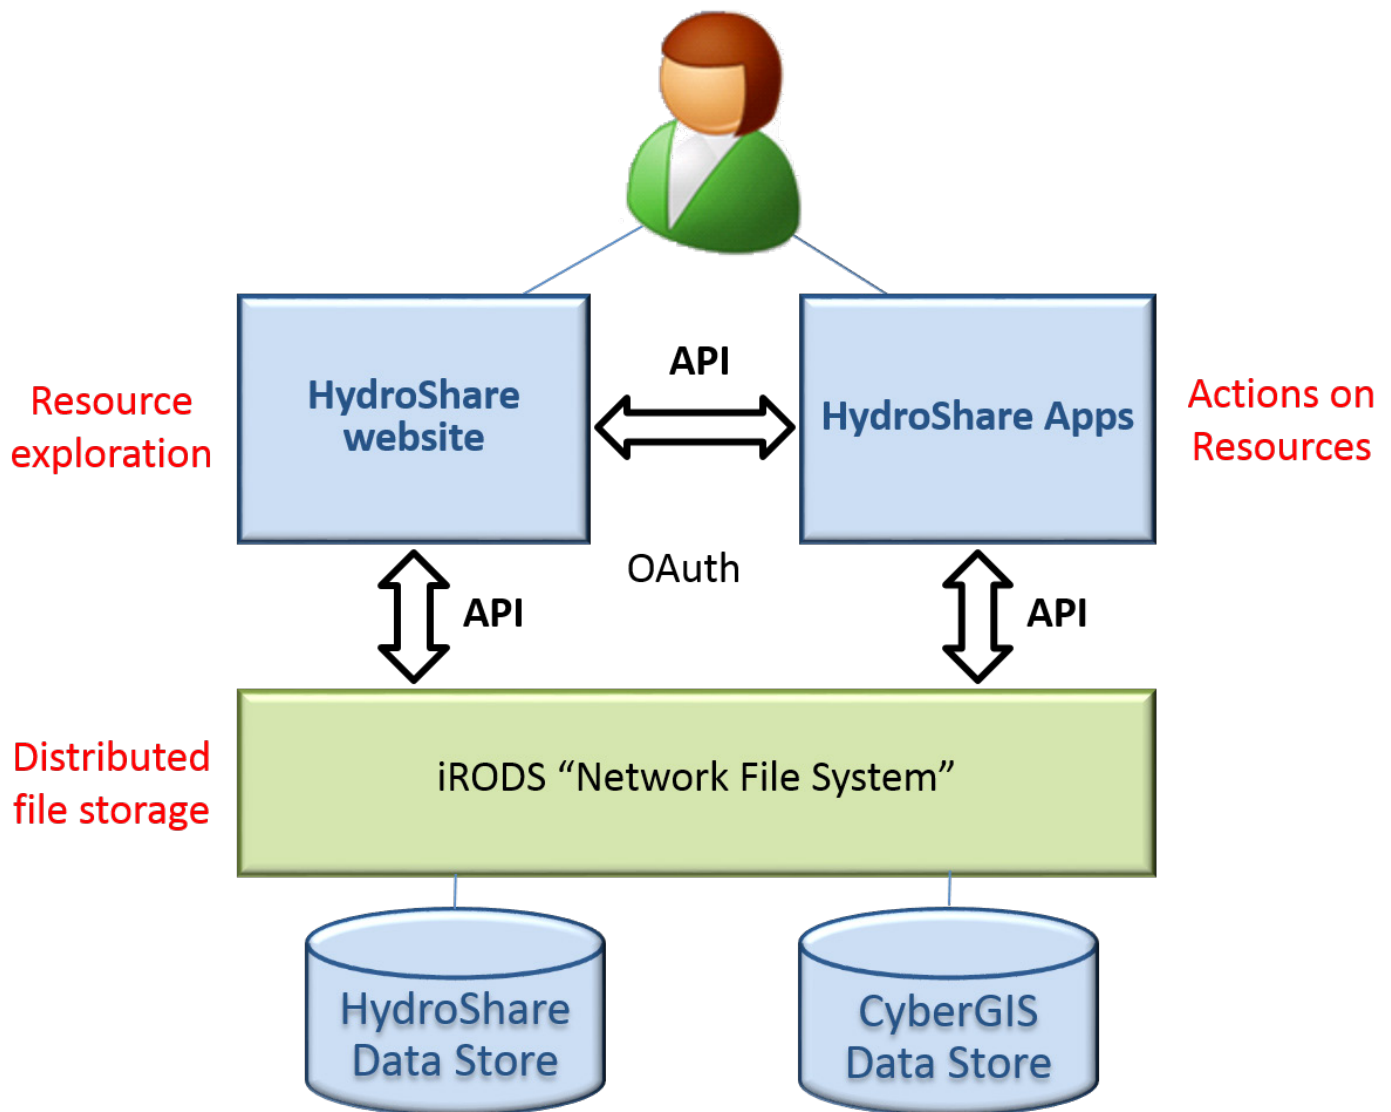 API
Resource
exploration
HydroShare
website
HydroShare Apps
Actions on
Resources
OAuth
API
API
Distributed
file storage
iRODS “Network File System”
HydroShare
Data Store
CyberGIS
Data Store